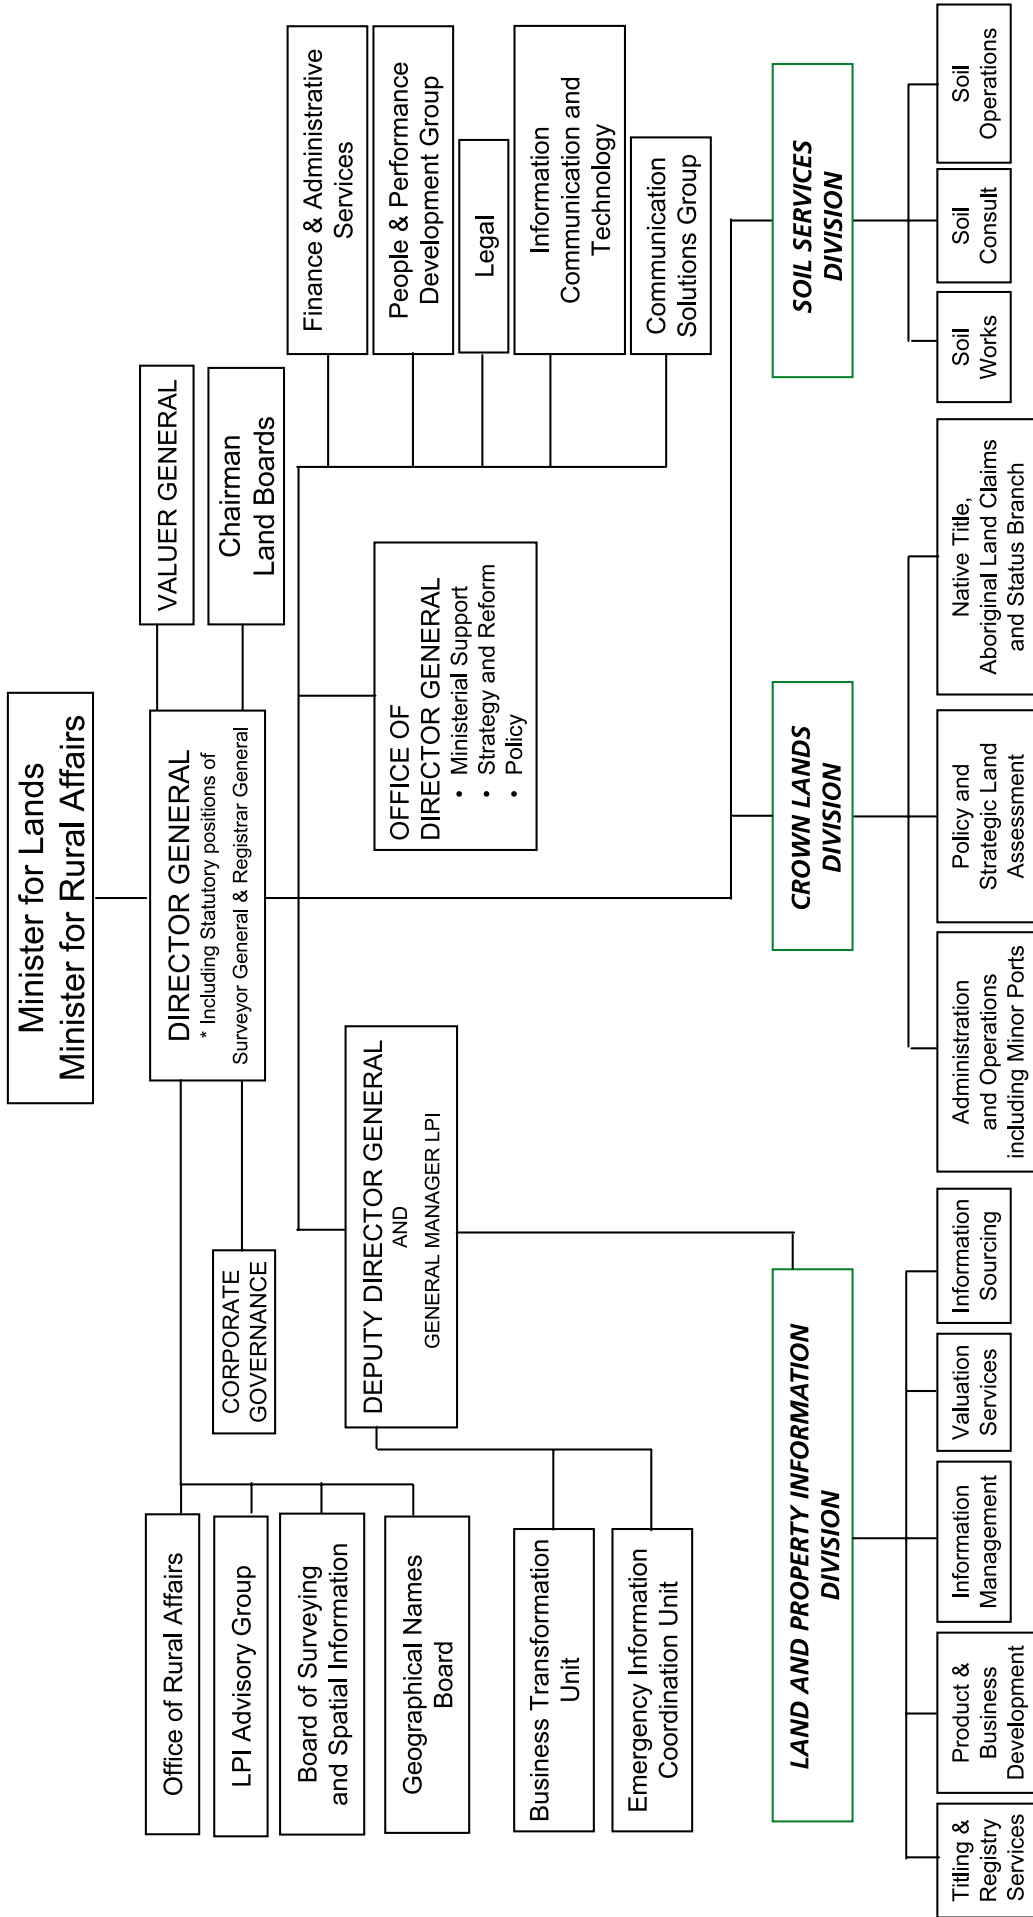 Minister for Lands
Minister for Rural Affairs
DIRECTOR GENERAL
* Including Statutory positions of
Surveyor General & Registrar General
VALUER GENERAL
Chairman
Land Boards
CORPORATE
GOVERNANCE
Office of Rural Affairs
LPI Advisory Group
Board of Surveying
and Spatial Information
Geographical Names
Board
OFFICE OF
DIRECTOR GENERAL
• Ministerial Support
• Strategy and Reform
• Policy
Finance & Administrative
Services
People & Performance
Development Group
Legal
Information
Communication and
Technology
Communication
Solutions Group
DEPUTY DIRECTOR GENERAL
AND
GENERAL MANAGER LPI
Business Transformation
Unit
Emergency Information
Coordination Unit
LAND AND PROPERTY INFORMATION
DIVISION
CROWN LANDS
DIVISION
SOIL SERVICES
DIVISION
Titling &
Registry
Services
Product &
Business
Development
Information
Management
Valuation
Services
Information
Sourcing
Administration
and Operations
including Minor Ports
Policy and
Strategic Land
Assessment
Native Title,
Aboriginal Land Claims
and Status Branch
Soil
Works
Soil
Consult
Soil
Operations